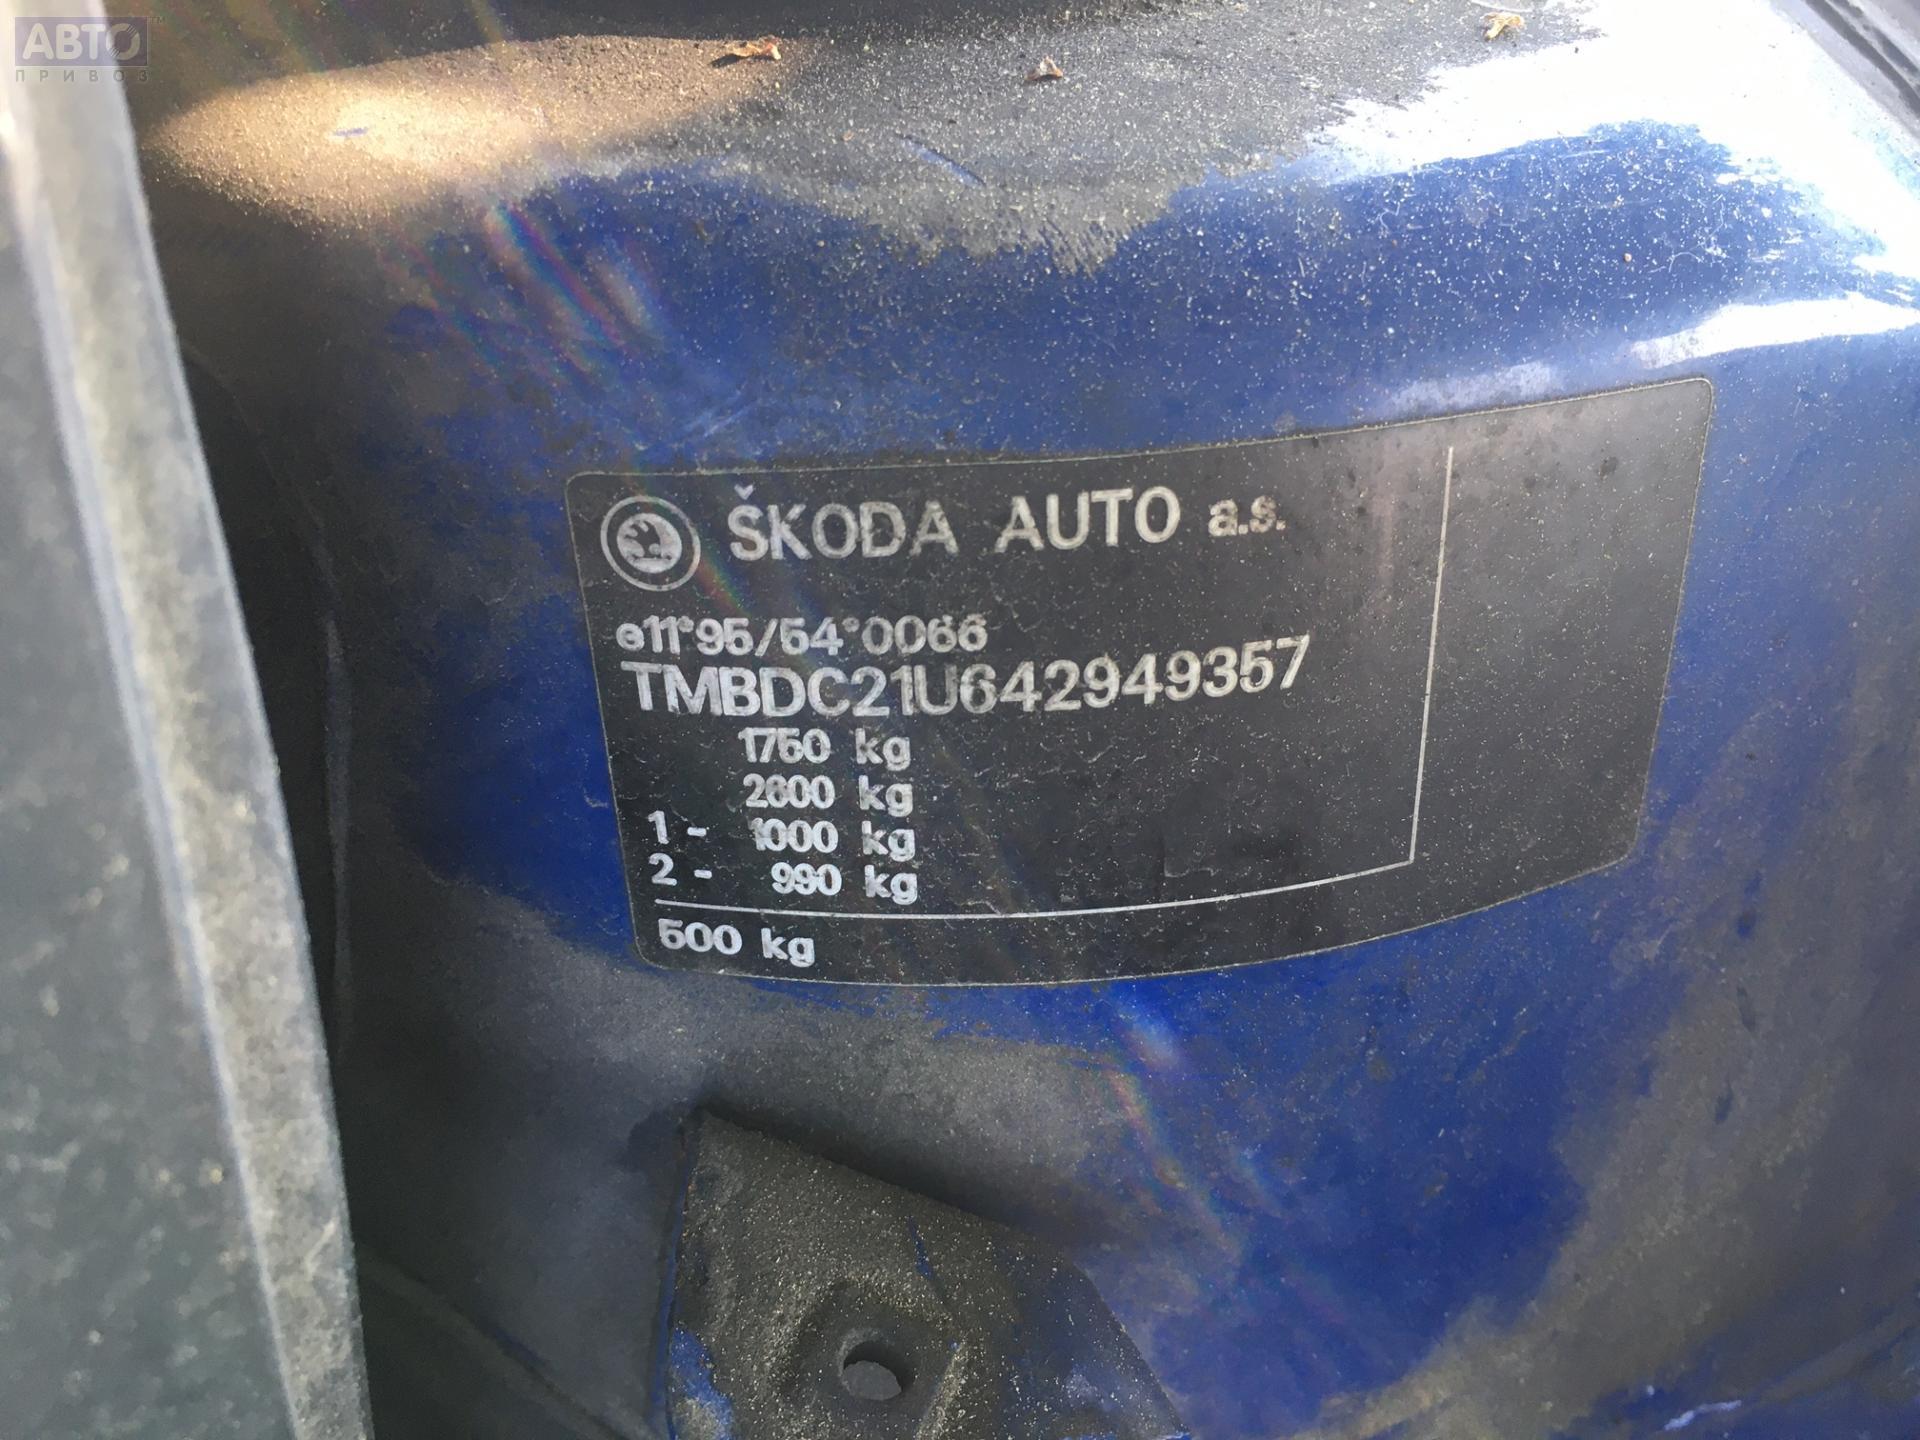 АВТО
ПРИВОЗ
ŠKODA AUTO a.s.
e11*95/54*0066
TMBDC21U642949357
1750 kg
2600 kg
1 - 1000 kg
2 - 990 kg
500 kg